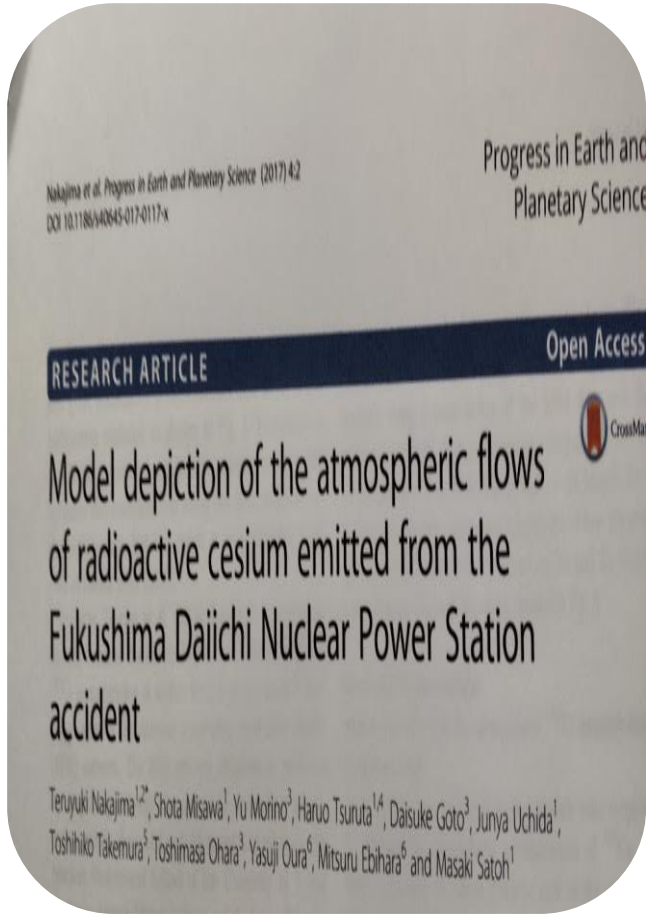 Nakajima et al. Progress in Earth and Planetary Science (2017) 4:2
DOI 10.1186/s40645-017-0117-x
Progress in Earth and
Planetary Science
RESEARCH ARTICLE
Open Access
CrossMa
Model depiction of the atmospheric flows
of radioactive cesium emitted from the
Fukushima Daiichi Nuclear Power Station
accident
Teruyuki Nakajima1,2*, Shota Misawa1, Yu Morino3, Haruo Tsuruta1,4, Daisuke Goto3, Junya Uchida1,
Toshihiko Takemura5, Toshimasa Ohara3, Yasuji Oura6, Mitsuru Ebihara6 and Masaki Satoh1